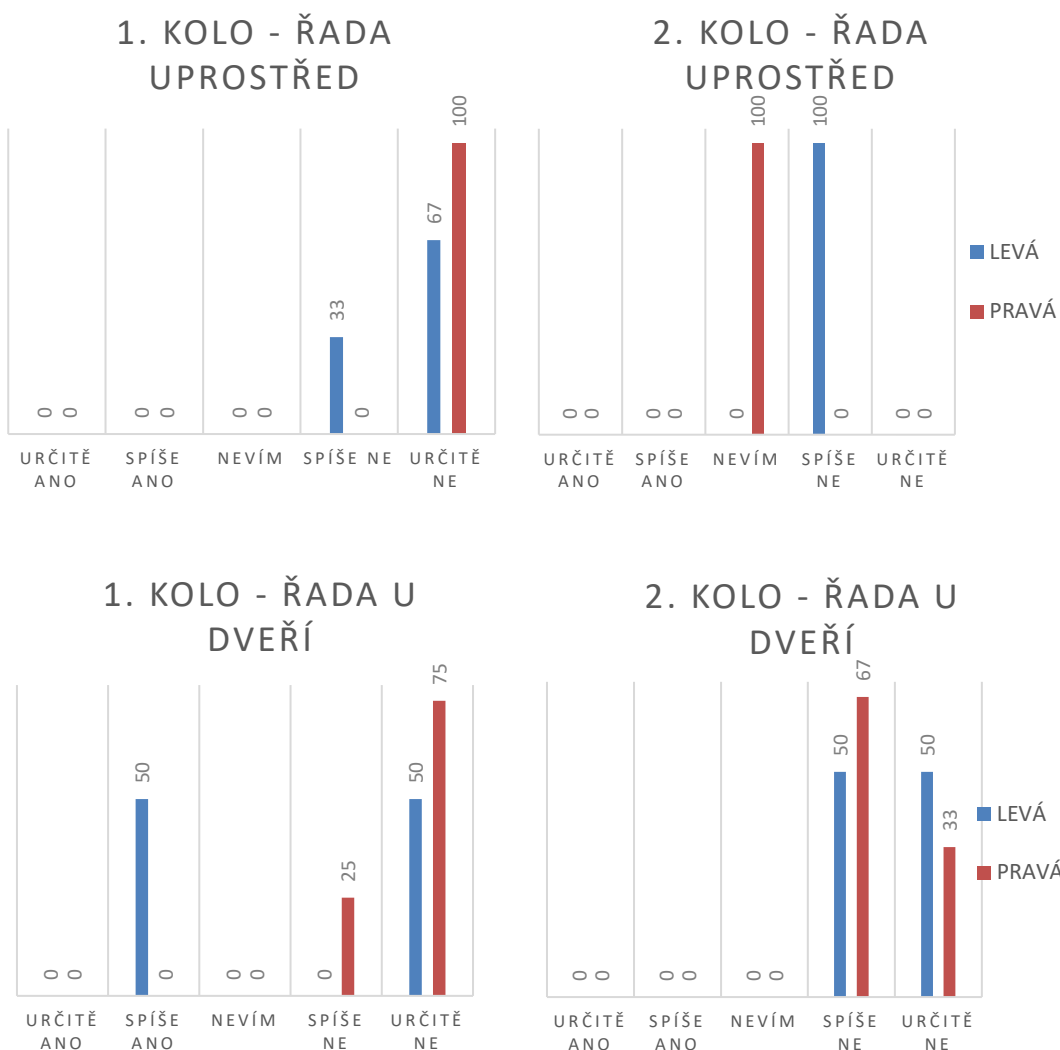 1. KOLO - ŘADA
UPROSTŘED
0 0 0 0 0 0 33 0 67 100
URČITĚ ANO
SPÍŠE ANO
NEVÍM
SPÍŠE NE
URČITĚ NE
2. KOLO - ŘADA
UPROSTŘED
0 0 0 0 0 100 100 0 0 0
URČITĚ ANO
SPÍŠE ANO
NEVÍM
SPÍŠE NE
URČITĚ NE
LEVÁ
PRAVÁ
1. KOLO - ŘADA U
DVEŘÍ
0 0 50 0 0 0 0 25 50 75
URČITĚ ANO
SPÍŠE ANO
NEVÍM
SPÍŠE NE
URČITĚ NE
2. KOLO - ŘADA U
DVEŘÍ
0 0 0 0 0 0 50 67 50 33
URČITĚ ANO
SPÍŠE ANO
NEVÍM
SPÍŠE NE
URČITĚ NE
LEVÁ
PRAVÁ